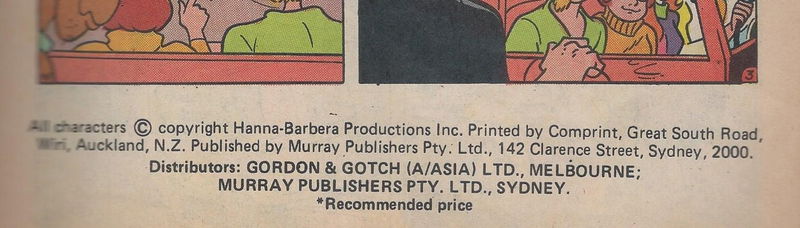 3
All characters © copyright Hanna-Barbera Productions Inc. Printed by Comprint, Great South Road,
Wiri, Auckland, N.Z. Published by Murray Publishers Pty. Ltd., 142 Clarence Street, Sydney, 2000.
Distributors: GORDON & GOTCH (A/ASIA) LTD., MELBOURNE;
MURRAY PUBLISHERS PTY. LTD., SYDNEY.
*Recommended price